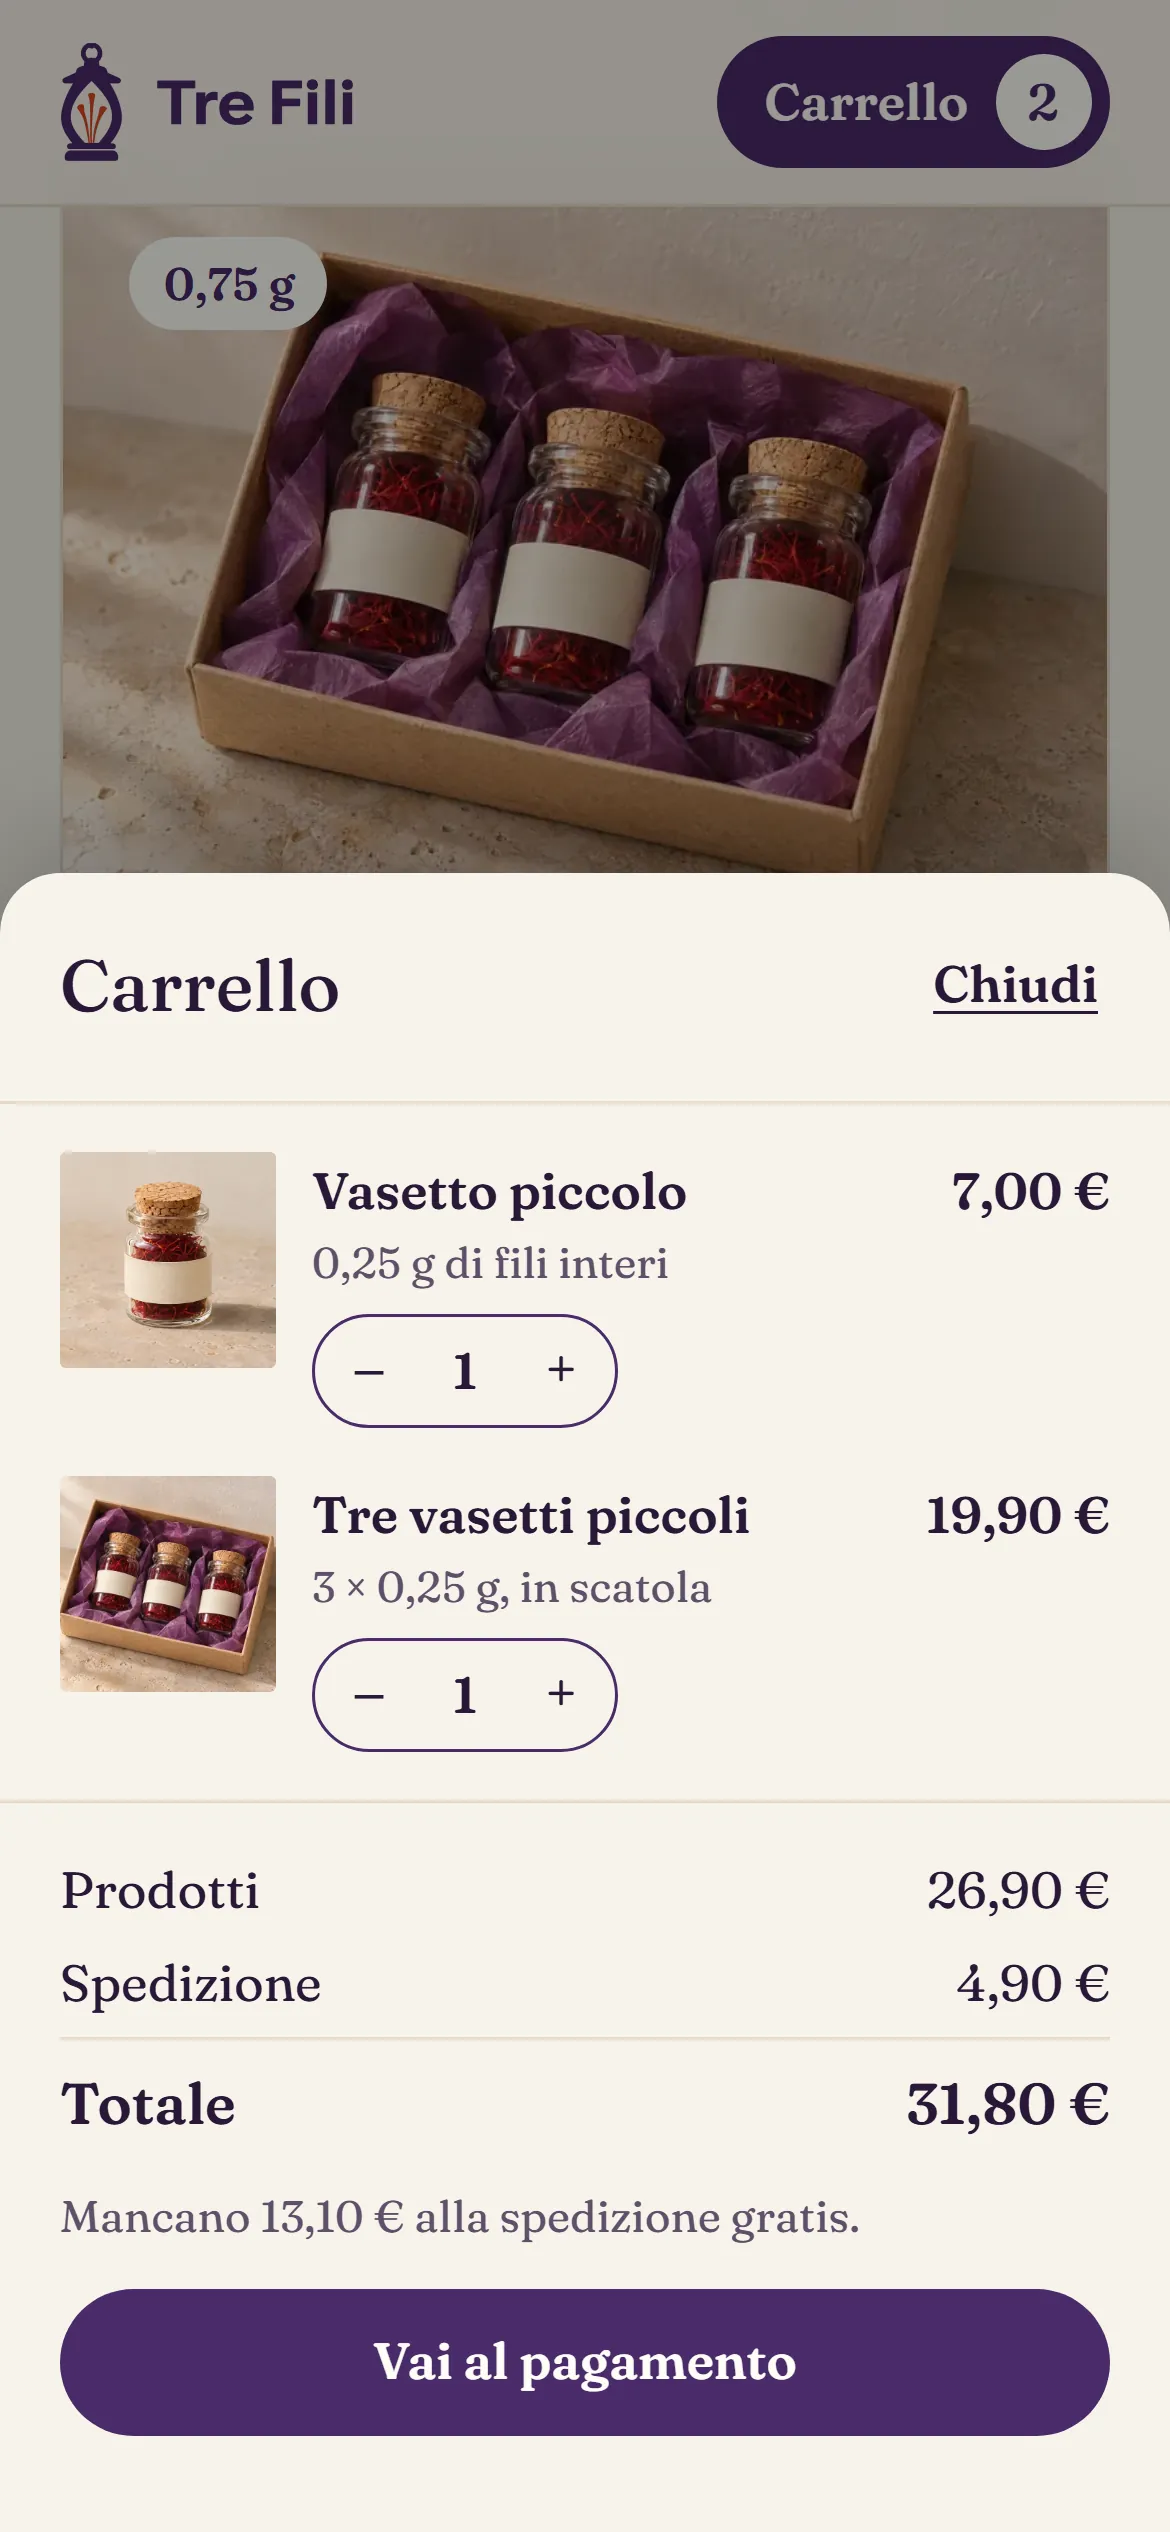 Tre Fili
Carrello 2
0,75 g
Carrello
Chiudi
Vasetto piccolo 7,00 €
0,25 g di fili interi
– 1 +
Tre vasetti piccoli 19,90 €
3 × 0,25 g, in scatola
– 1 +
Prodotti 26,90 €
Spedizione 4,90 €
Totale 31,80 €
Mancano 13,10 € alla spedizione gratis.
Vai al pagamento